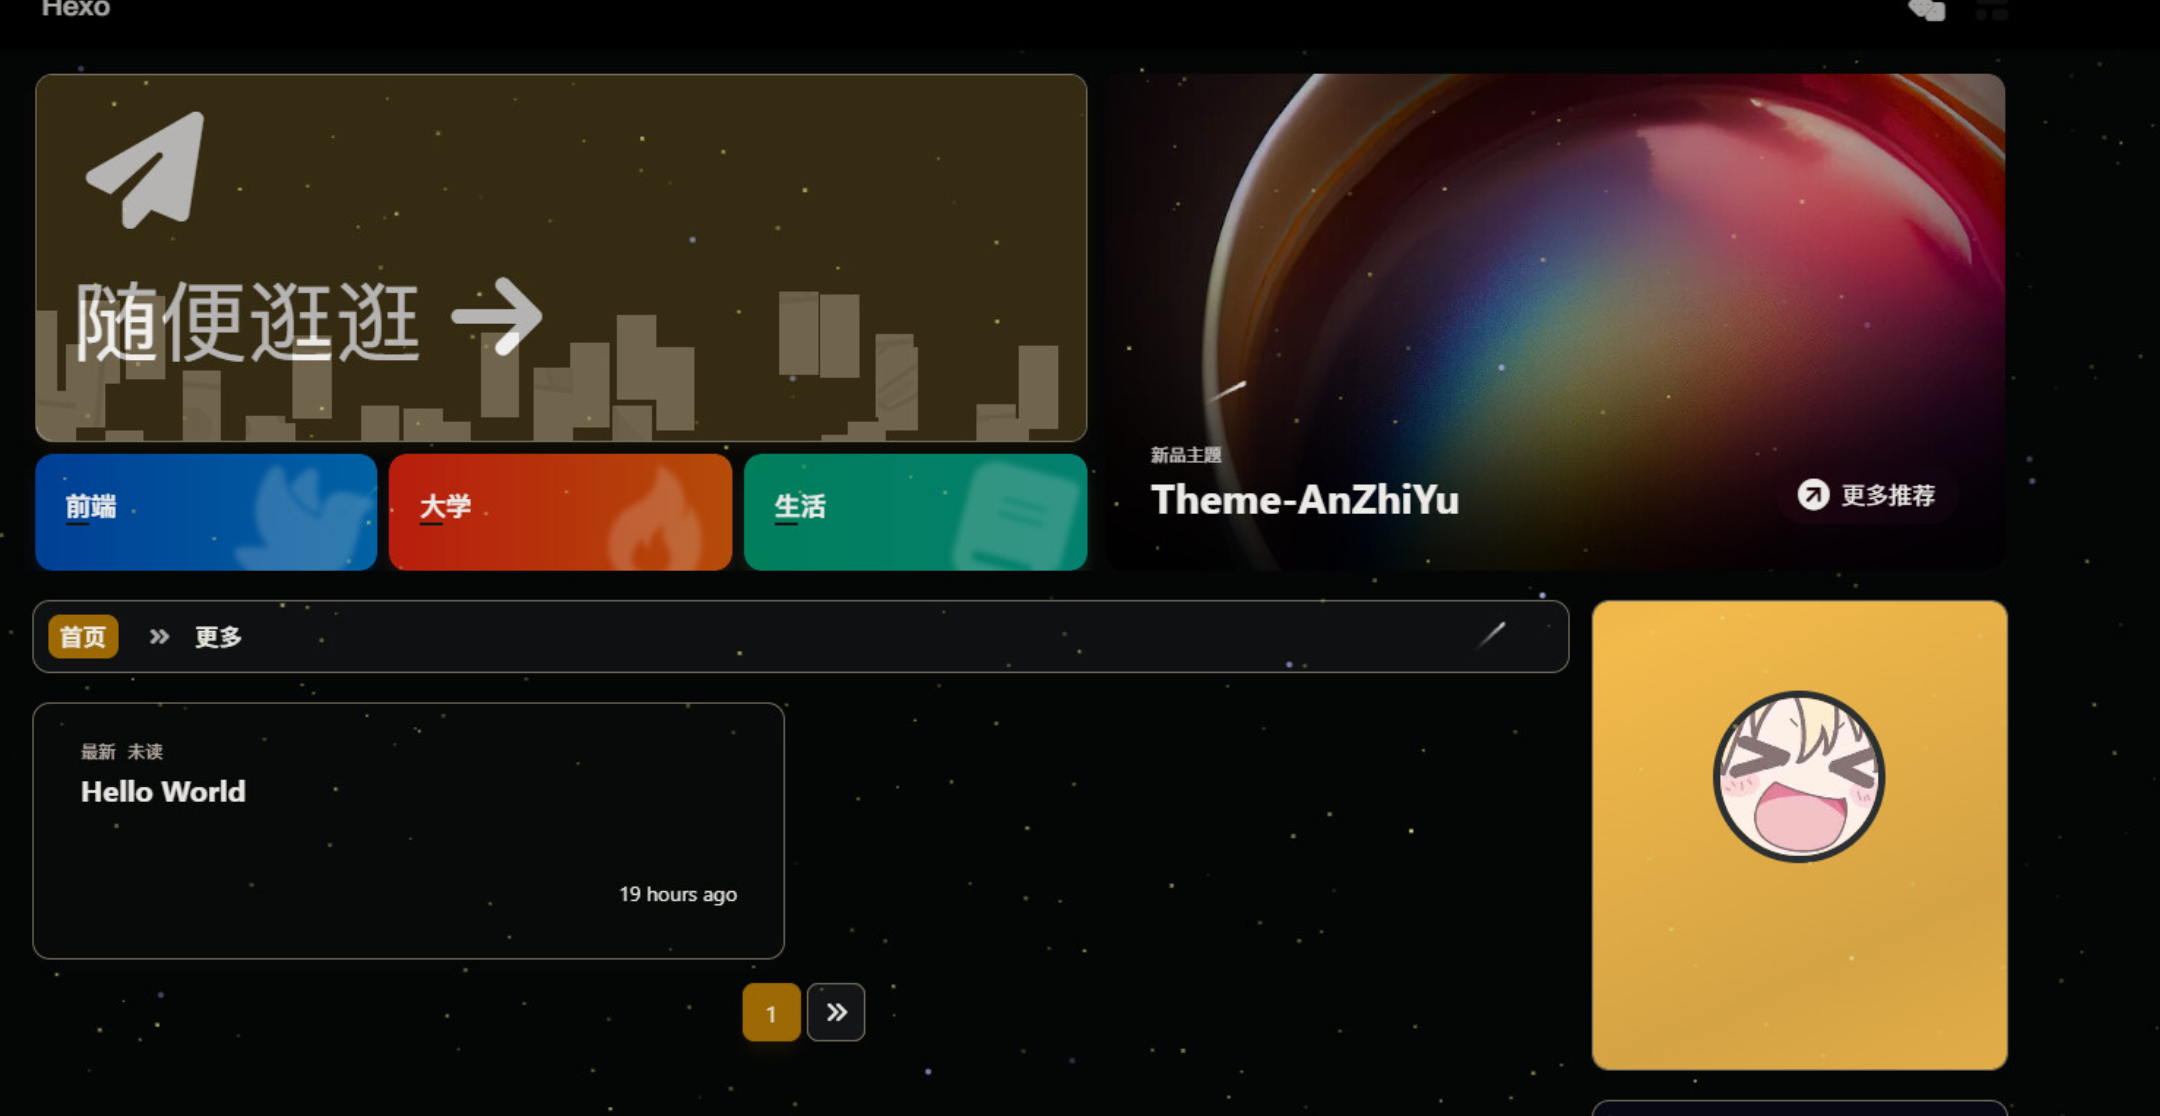 Hexo
随便逛逛
前端
大学
生活
新品主题
Theme-AnZhiYu
更多推荐
首页
更多
最新 未读
Hello World
19 hours ago
1